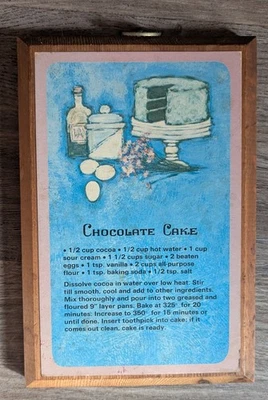 CHOCOLATE CAKE
• 1/2 cup cocoa • 1/2 cup hot water • 1 cup
sour cream • 1 1/2 cups sugar • 2 beaten
eggs • 1 tsp. vanilla • 2 cups all-purpose
flour • 1 tsp. baking soda • 1/2 tsp. salt
Dissolve cocoa in water over low heat. Stir
till smooth, cool and add to other ingredients.
Mix thoroughly and pour into two greased and
floured 9" layer pans. Bake at 325° for 20
minutes. Increase to 350° for 15 minutes or
until done. Insert toothpick into cake; if it
comes out clean, cake is ready.